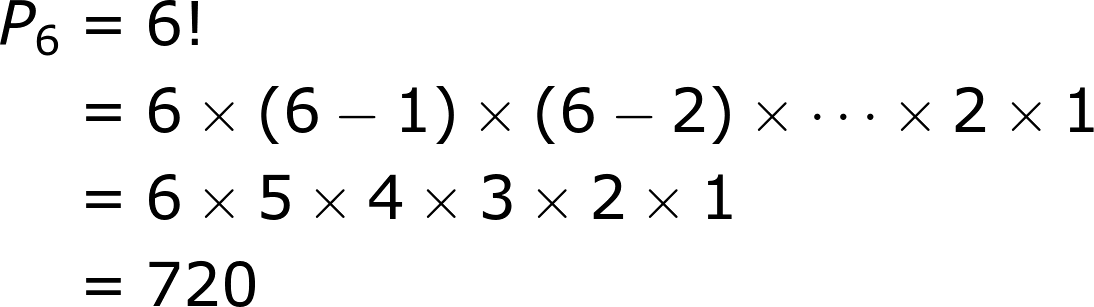 P₆ = 6!
= 6 × (6 − 1) × (6 − 2) × ⋯ × 2 × 1
= 6 × 5 × 4 × 3 × 2 × 1
= 720